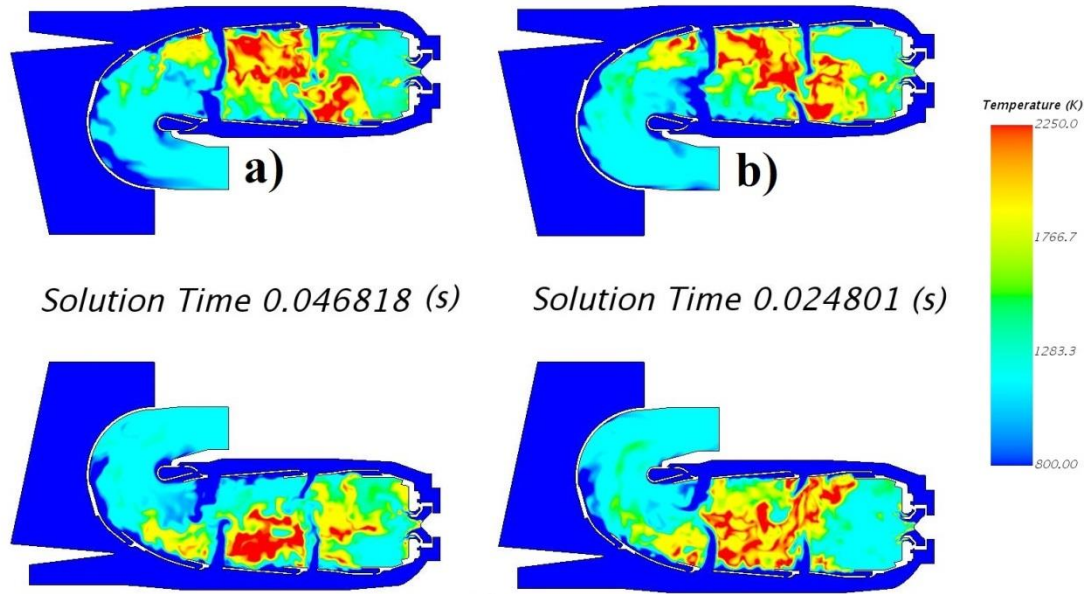 a)
b)
Temperature (K)
2250.0
1766.7
1283.3
800.00
Solution Time 0.046818 (s)
Solution Time 0.024801 (s)